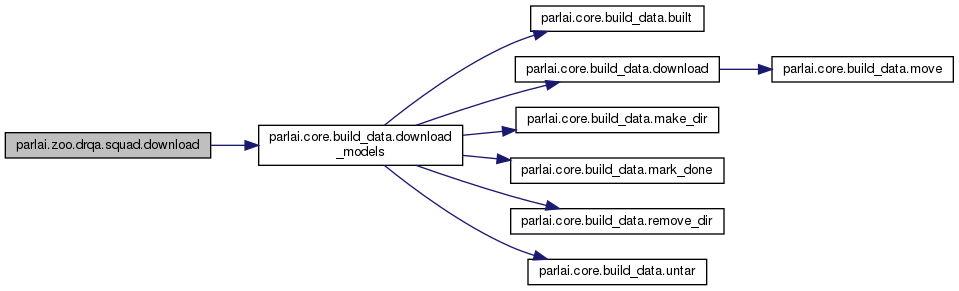 parlai.zoo.drqa.squad.download
parlai.core.build_data.download
_models
parlai.core.build_data.built
parlai.core.build_data.download
parlai.core.build_data.move
parlai.core.build_data.make_dir
parlai.core.build_data.mark_done
parlai.core.build_data.remove_dir
parlai.core.build_data.untar